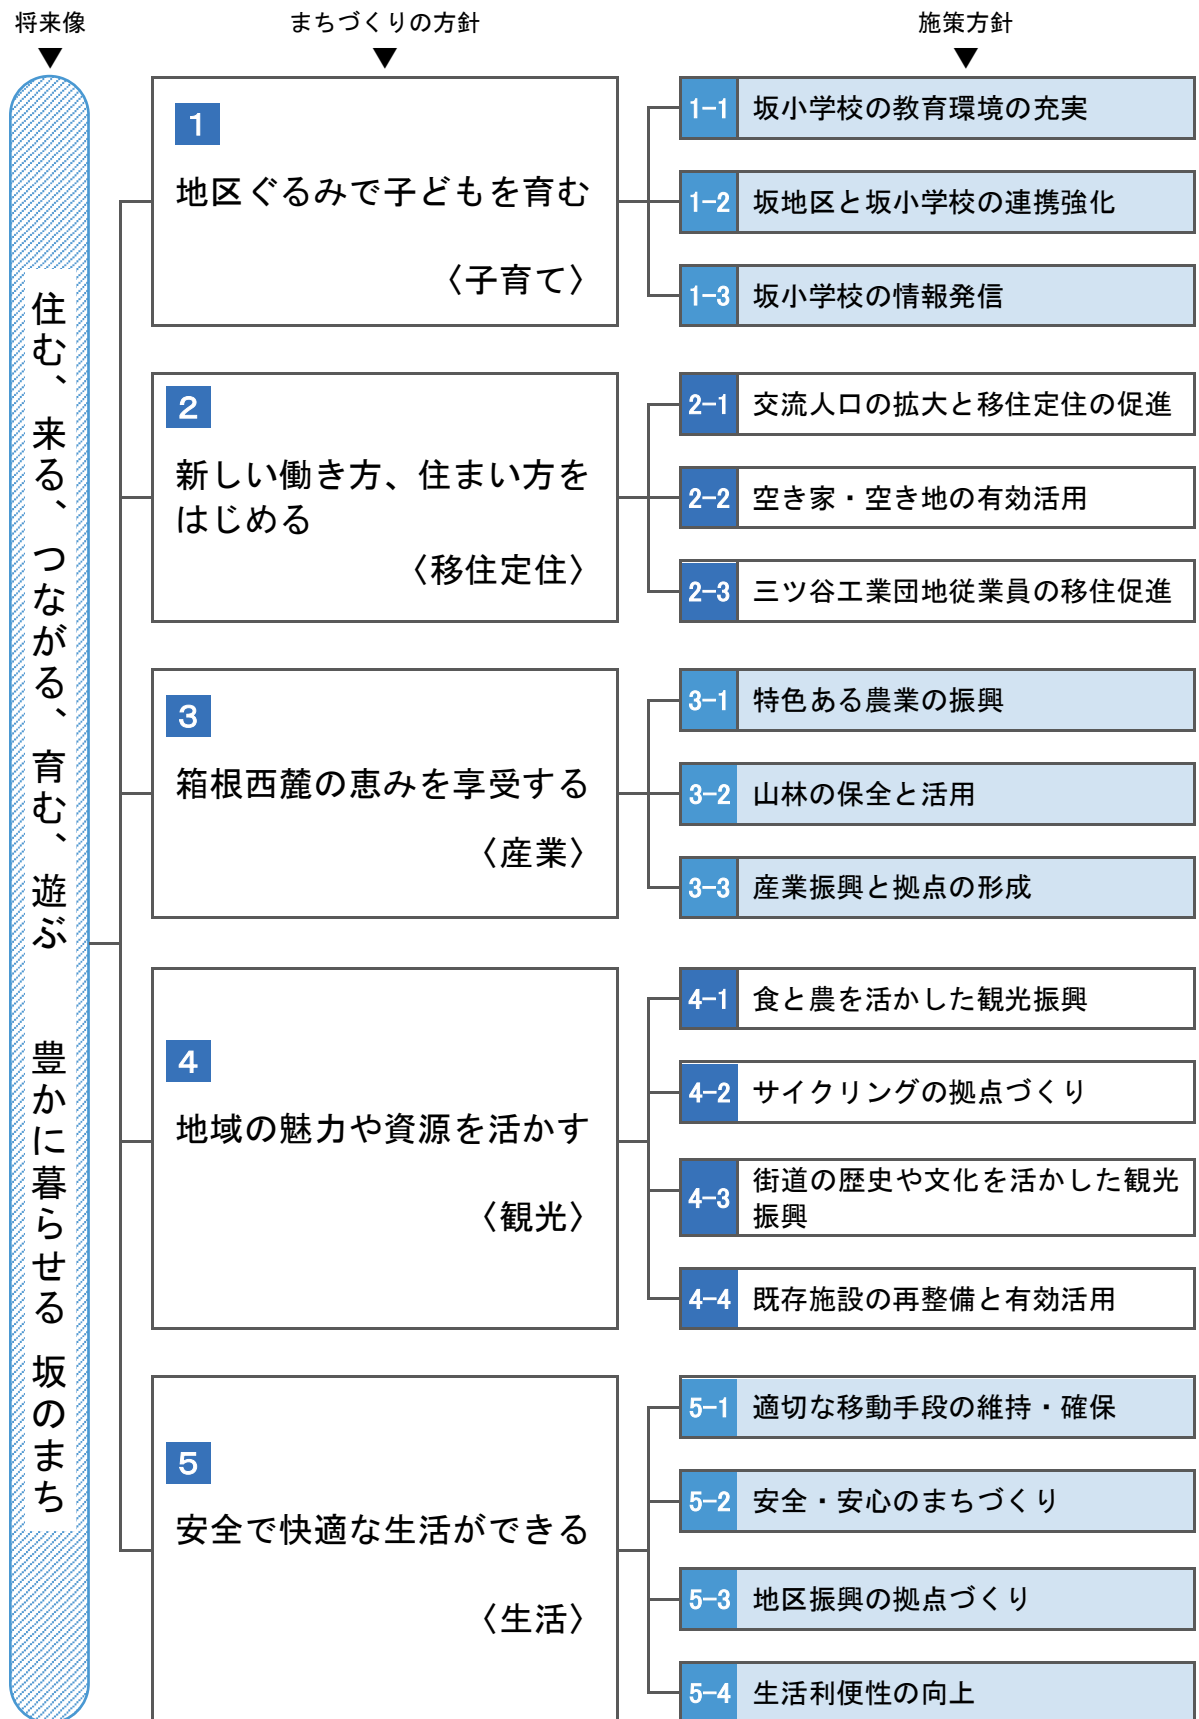 将来像
まちづくりの方針
施策方針
住む、来る、つながる、育む、遊ぶ 豊かに暮らせる 坂のまち
1
地区ぐるみで子どもを育む
〈子育て〉
1-1 坂小学校の教育環境の充実
1-2 坂地区と坂小学校の連携強化
1-3 坂小学校の情報発信
2
新しい働き方、住まい方を
はじめる
〈移住定住〉
2-1 交流人口の拡大と移住定住の促進
2-2 空き家・空き地の有効活用
2-3 三ツ谷工業団地従業員の移住促進
3
箱根西麓の恵みを享受する
〈産業〉
3-1 特色ある農業の振興
3-2 山林の保全と活用
3-3 産業振興と拠点の形成
4
地域の魅力や資源を活かす
〈観光〉
4-1 食と農を活かした観光振興
4-2 サイクリングの拠点づくり
4-3 街道の歴史や文化を活かした観光
振興
4-4 既存施設の再整備と有効活用
5
安全で快適な生活ができる
〈生活〉
5-1 適切な移動手段の維持・確保
5-2 安全・安心のまちづくり
5-3 地区振興の拠点づくり
5-4 生活利便性の向上